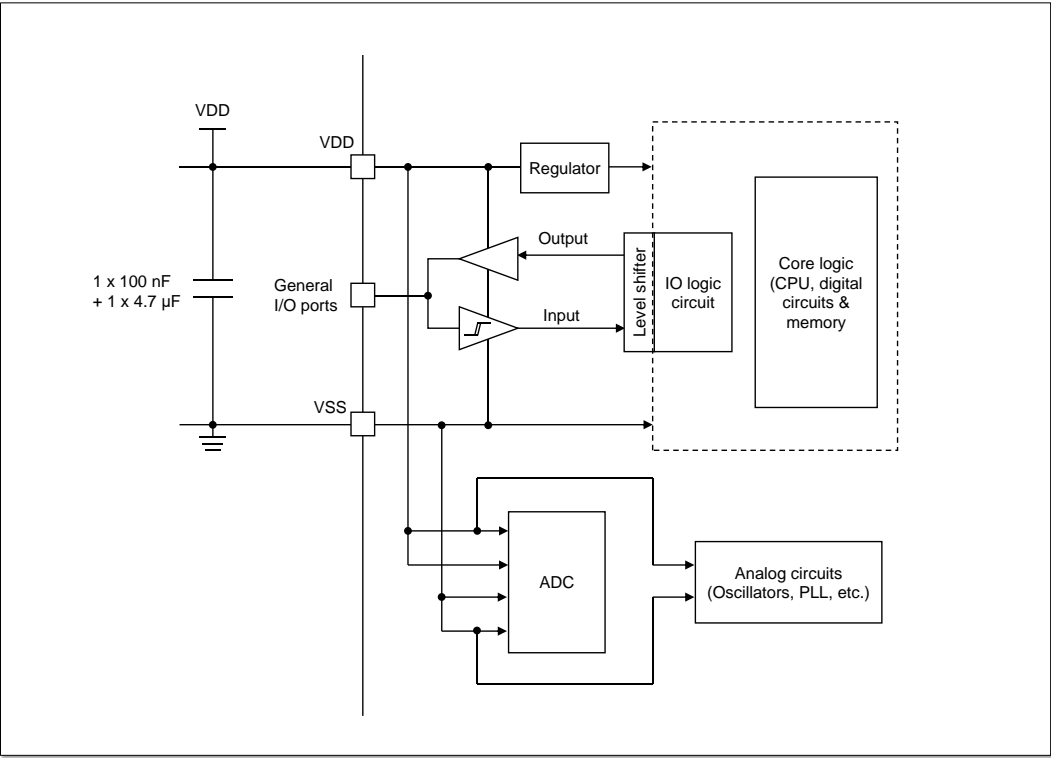 VDD
VDD
Regulator
Output
1 x 100 nF
+ 1 x 4.7 µF
General
I/O ports
Level shifter
IO logic
circuit
Core logic
(CPU, digital
circuits &
memory
Input
VSS
ADC
Analog circuits
(Oscillators, PLL, etc.)